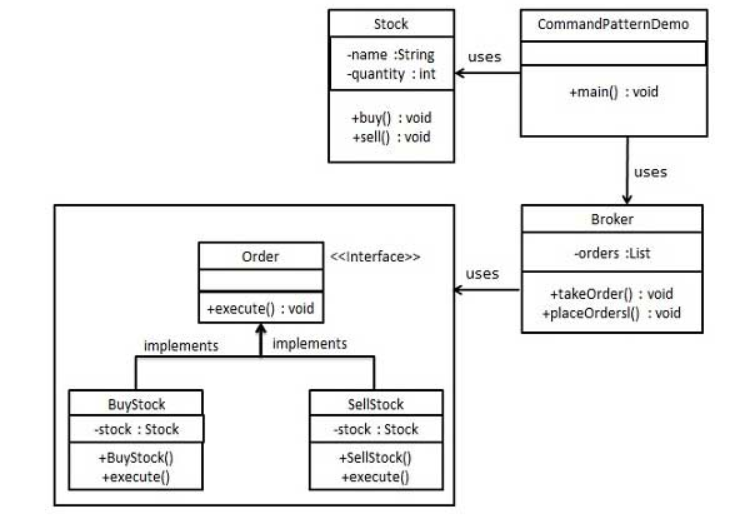 Stock
-name :String
-quantity : int
+buy() : void
+sell() : void
uses
CommandPatternDemo
+main() : void
uses
Broker
-orders :List
+takeOrder() : void
+placeOrdersl() : void
uses
Order
<<Interface>>
+execute() : void
implements
implements
BuyStock
-stock : Stock
+BuyStock()
+execute()
SellStock
-stock : Stock
+SellStock()
+execute()